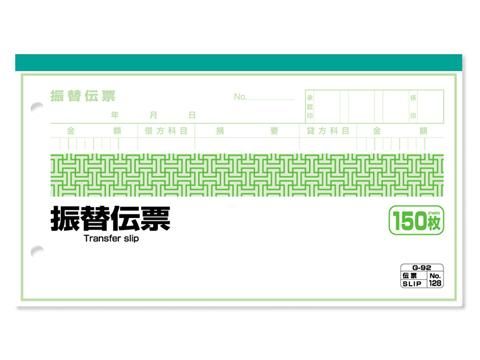 振替伝票 No.
承認印 係印
年 月 日
金 額 借方科目 摘 要 貸方科目 金 額
振替伝票
Transfer slip
150枚
G-92
伝票 No.
SLIP 128